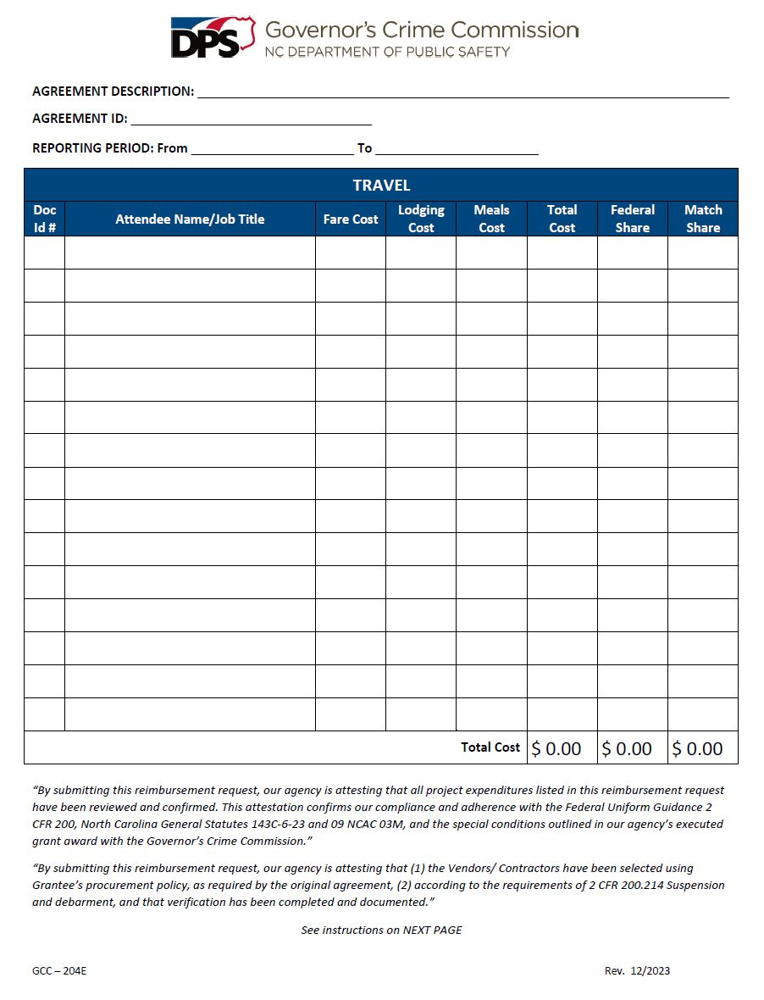 DPS Governor's Crime Commission
NC DEPARTMENT OF PUBLIC SAFETY
AGREEMENT DESCRIPTION:
AGREEMENT ID:
REPORTING PERIOD: From To
TRAVEL
Doc Id # Attendee Name/Job Title Fare Cost Lodging Cost Meals Cost Total Cost Federal Share Match Share
Total Cost $ 0.00 $ 0.00 $ 0.00
“By submitting this reimbursement request, our agency is attesting that all project expenditures listed in this reimbursement request
have been reviewed and confirmed. This attestation confirms our compliance and adherence with the Federal Uniform Guidance 2
CFR 200, North Carolina General Statutes 143C-6-23 and 09 NCAC 03M, and the special conditions outlined in our agency’s executed
grant award with the Governor’s Crime Commission.”
“By submitting this reimbursement request, our agency is attesting that (1) the Vendors/ Contractors have been selected using
Grantee’s procurement policy, as required by the original agreement, (2) according to the requirements of 2 CFR 200.214 Suspension
and debarment, and that verification has been completed and documented.”
See instructions on NEXT PAGE
GCC – 204E Rev. 12/2023